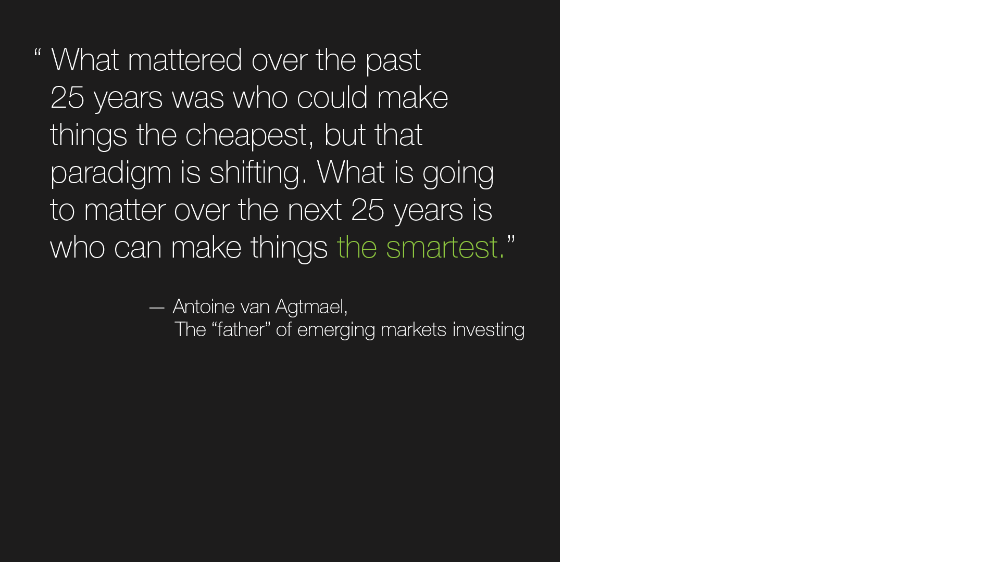 “ What mattered over the past
25 years was who could make
things the cheapest, but that
paradigm is shifting. What is going
to matter over the next 25 years is
who can make things the smartest.”
— Antoine van Agtmael,
The “father” of emerging markets investing